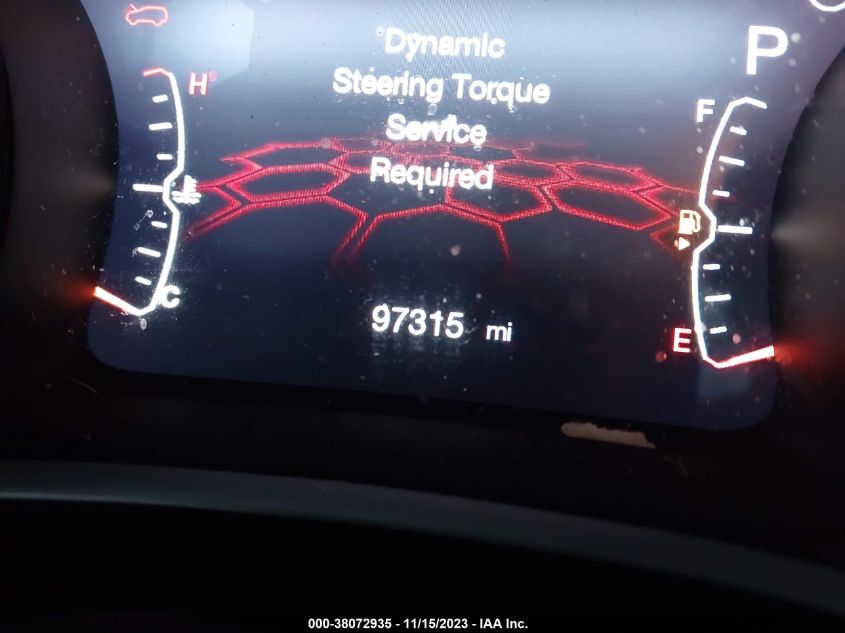 P
Dynamic
Steering Torque
Service
Required
H
F
C
E
97315 mi
000-38072935 - 11/15/2023 - IAA Inc.